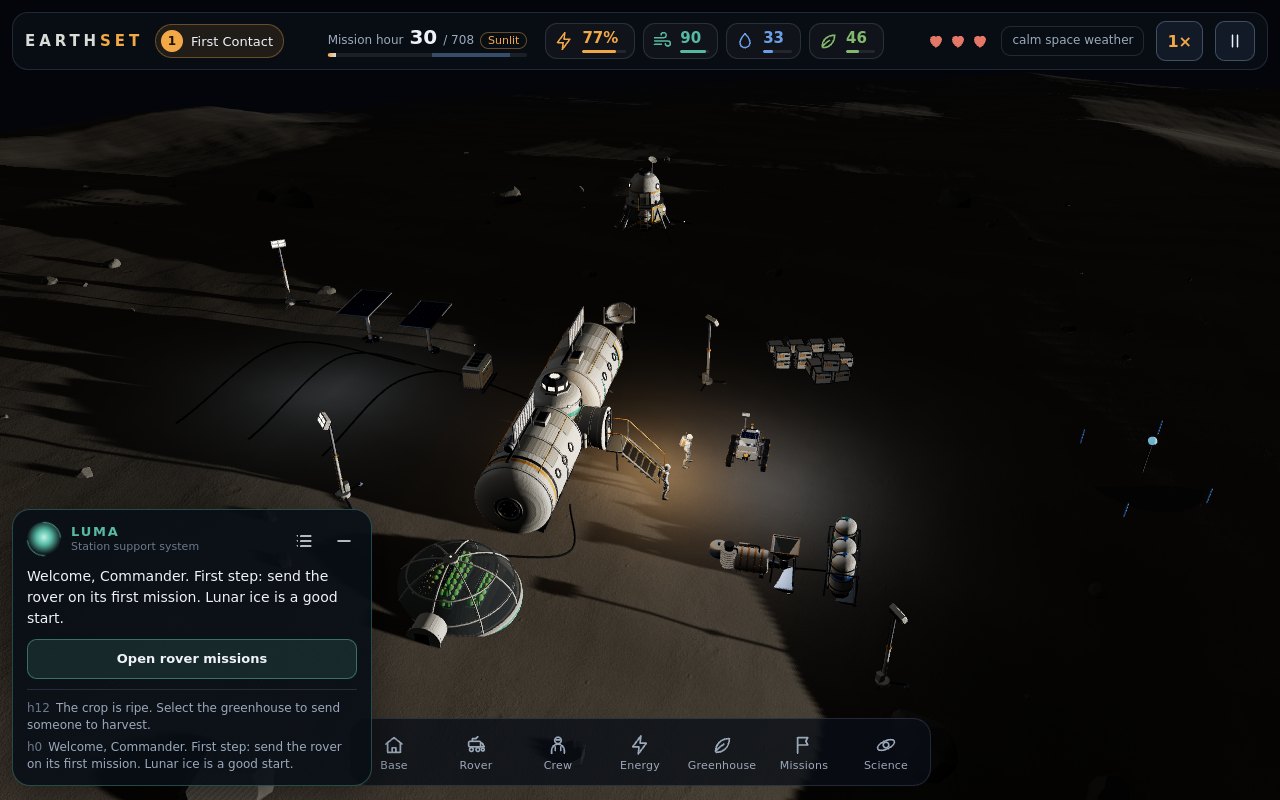 EARTHSET
1 First Contact
Mission hour 30 / 708 Sunlit
77%
90
33
46
calm space weather
1×
LUMA
Station support system
Welcome, Commander. First step: send the
rover on its first mission. Lunar ice is a good
start.
Open rover missions
h12 The crop is ripe. Select the greenhouse to send
someone to harvest.
h0 Welcome, Commander. First step: send the rover
on its first mission. Lunar ice is a good start.
Base
Rover
Crew
Energy
Greenhouse
Missions
Science